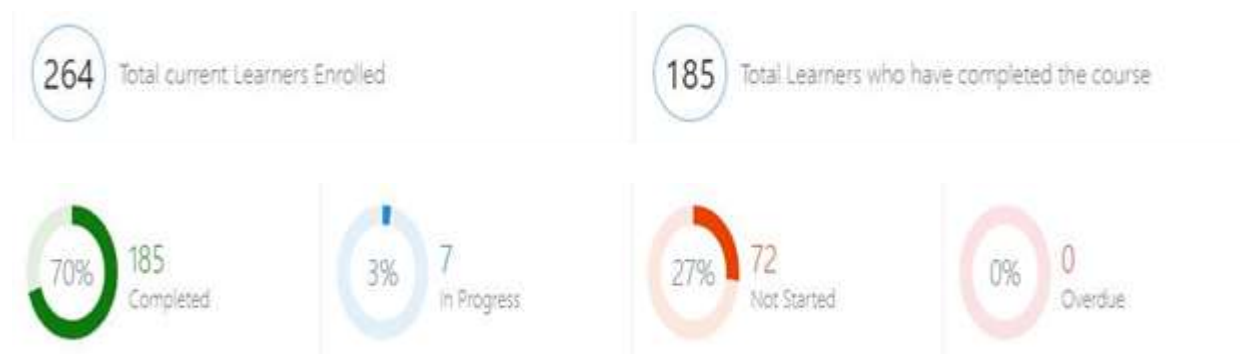 264 Total current Learners Enrolled
185 Total Learners who have completed the course
70% 185
Completed
3% 7
In Progress
27% 72
Not Started
0% 0
Overdue